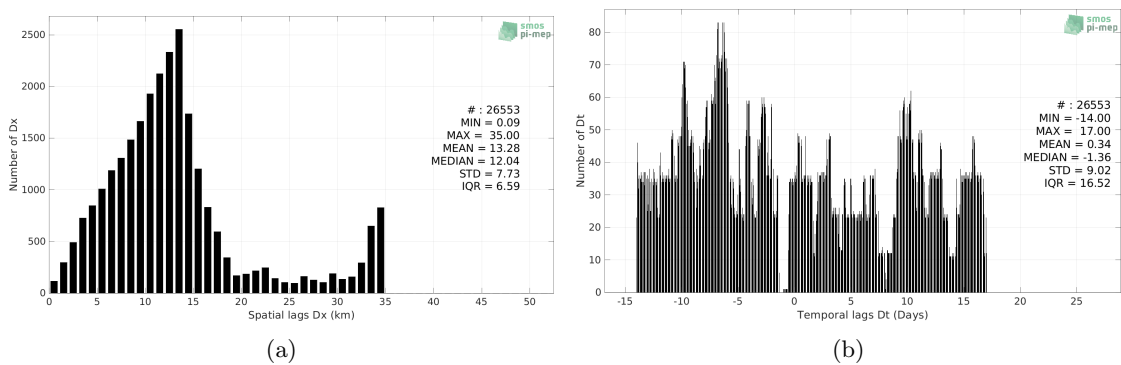 smos
pi-mep
2500
2000
1500
1000
500
0
Number of Dx
# : 26553
MIN = 0.09
MAX = 35.00
MEAN = 13.28
MEDIAN = 12.04
STD = 7.73
IQR = 6.59
0 5 10 15 20 25 30 35 40 45 50
Spatial lags Dx (km)
(a)
smos
pi-mep
80
70
60
50
40
30
20
10
0
Number of Dt
# : 26553
MIN = -14.00
MAX = 17.00
MEAN = 0.34
MEDIAN = -1.36
STD = 9.02
IQR = 16.52
-15 -10 -5 0 5 10 15 20 25
Temporal lags Dt (Days)
(b)